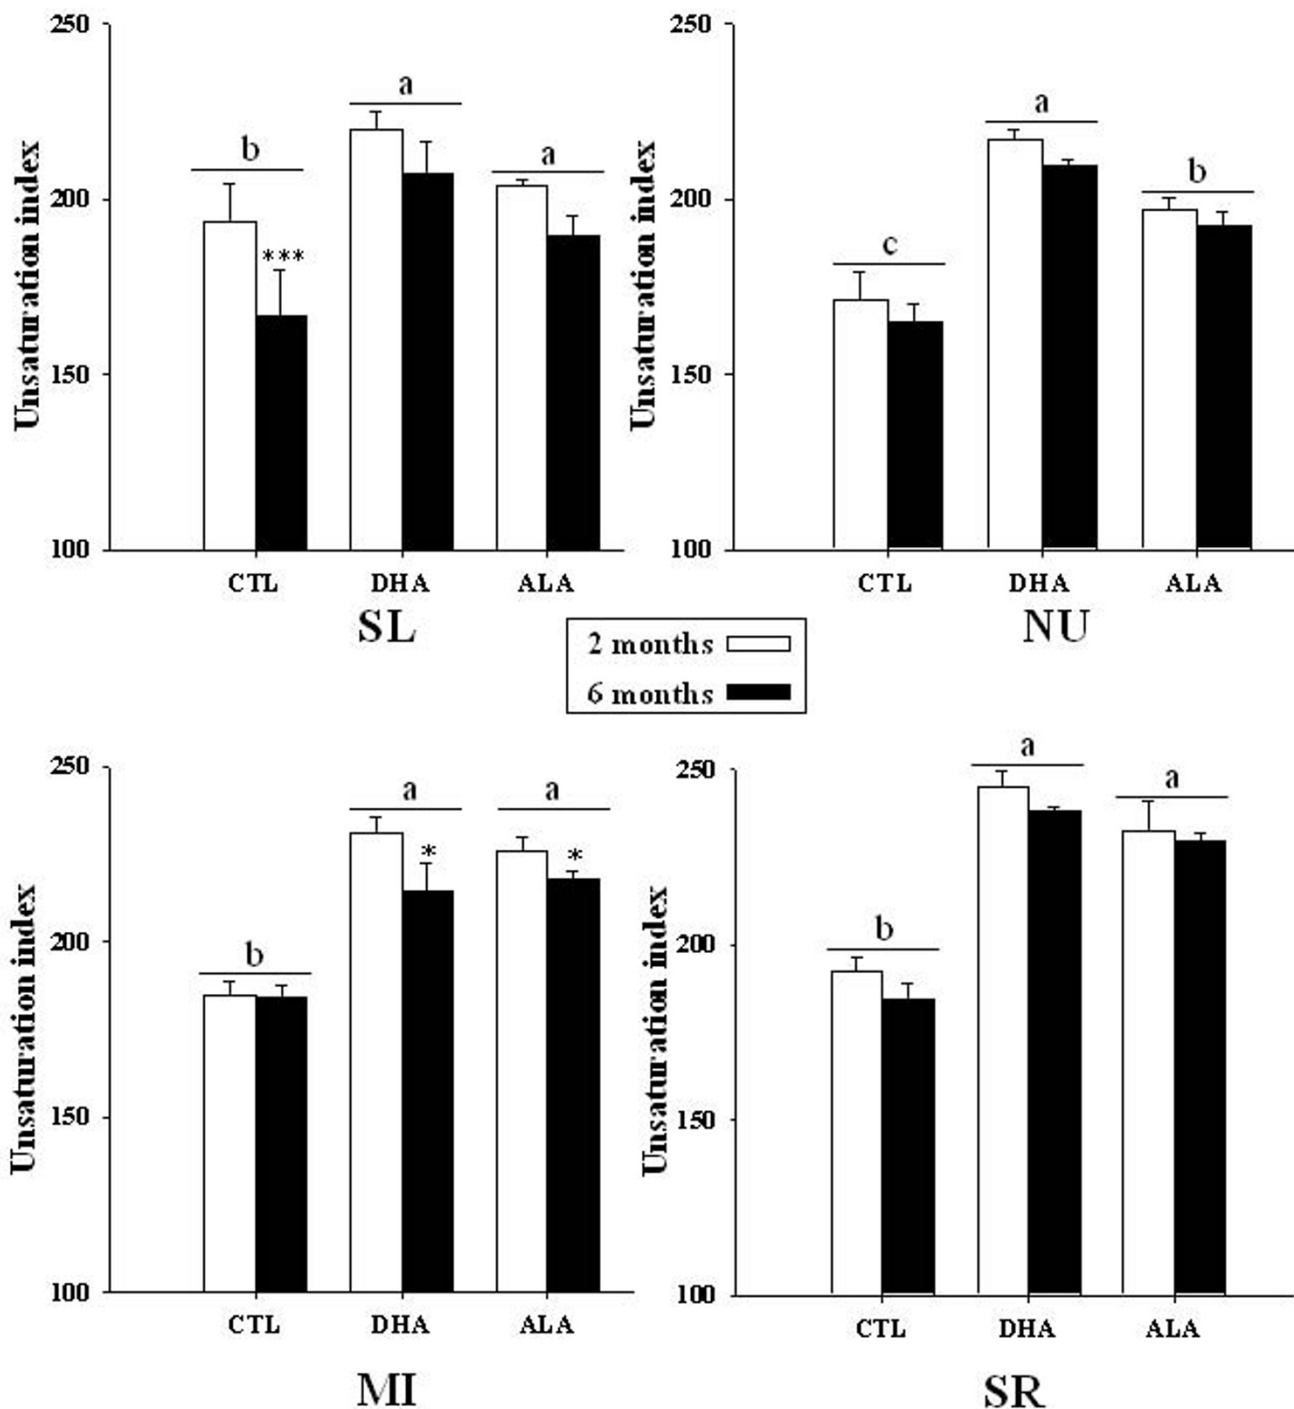 250
200
150
100
Unsaturation index
b
***
a
a
CTL
DHA
ALA
SL
250
200
150
100
Unsaturation index
c
a
b
CTL
DHA
ALA
NU
2 months
6 months
250
200
150
100
Unsaturation index
b
a
*
a
*
CTL
DHA
ALA
MI
250
200
150
100
Unsaturation index
b
a
a
CTL
DHA
ALA
SR